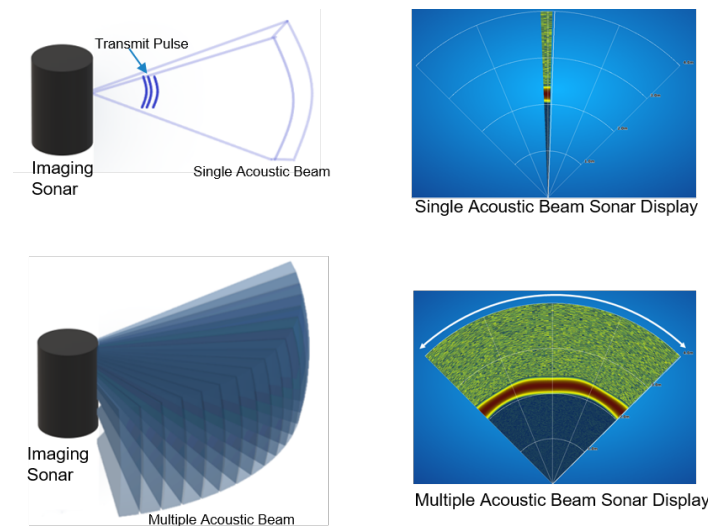 Transmit Pulse
Imaging
Sonar
Single Acoustic Beam
Single Acoustic Beam Sonar Display
Imaging
Sonar
Multiple Acoustic Beam
Multiple Acoustic Beam Sonar Display